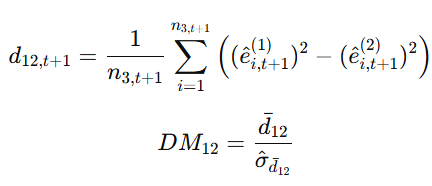 d_{12,t+1} = \frac{1}{n_{3,t+1}} \sum_{i=1}^{n_{3,t+1}} \left( (\hat{e}_{i,t+1}^{(1)})^2 - (\hat{e}_{i,t+1}^{(2)})^2 \right)
DM_{12} = \frac{\bar{d}_{12}}{\hat{\sigma}_{\bar{d}_{12}}}